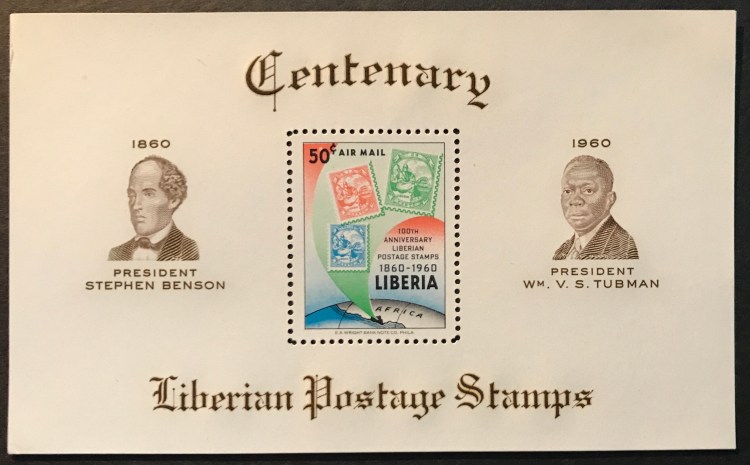 Centenary
1860
PRESIDENT
STEPHEN BENSON
50¢ AIR MAIL
100TH
ANNIVERSARY
LIBERIAN
POSTAGE STAMPS
1860-1960
LIBERIA
AFRICA
1960
PRESIDENT
WM. V. S. TUBMAN
Liberian Postage Stamps